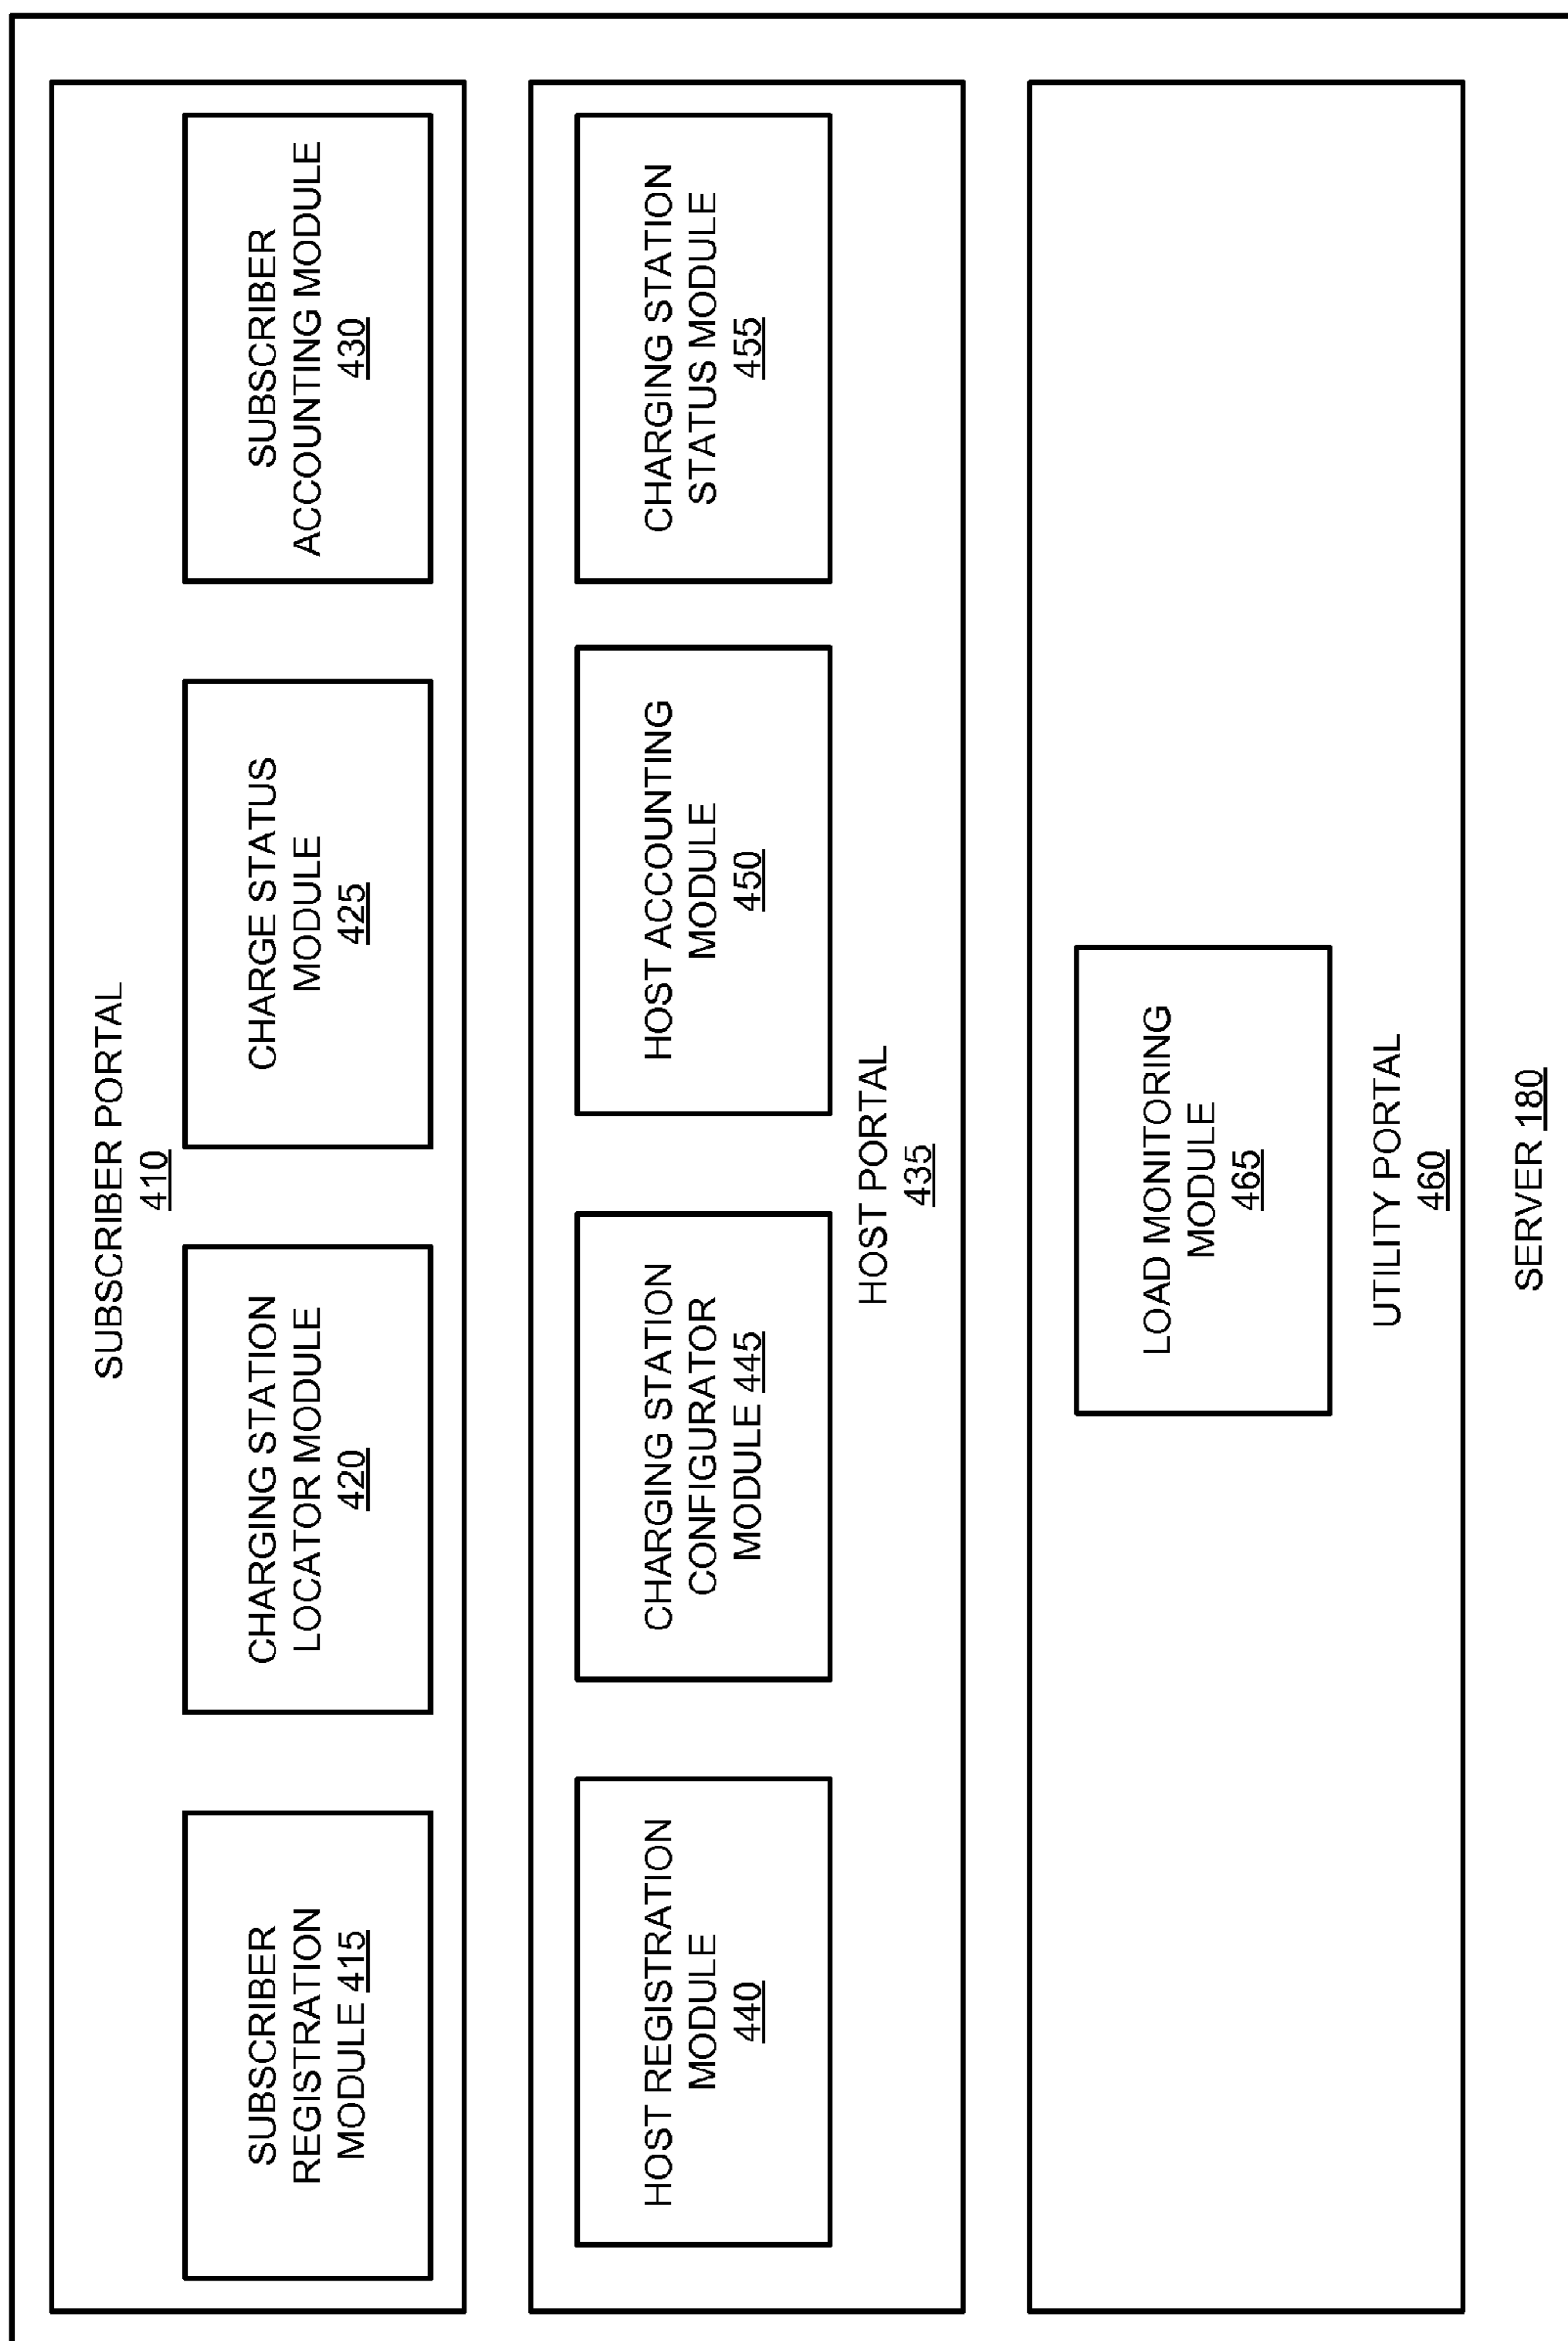 SUBSCRIBER PORTAL
410
SUBSCRIBER
REGISTRATION
MODULE 415
CHARGING STATION
LOCATOR MODULE
420
CHARGE STATUS
MODULE
425
SUBSCRIBER
ACCOUNTING MODULE
430
HOST REGISTRATION
MODULE
440
CHARGING STATION
CONFIGURATOR
MODULE 445
HOST ACCOUNTING
MODULE
450
CHARGING STATION
STATUS MODULE
455
HOST PORTAL
435
LOAD MONITORING
MODULE
465
UTILITY PORTAL
460
SERVER 180